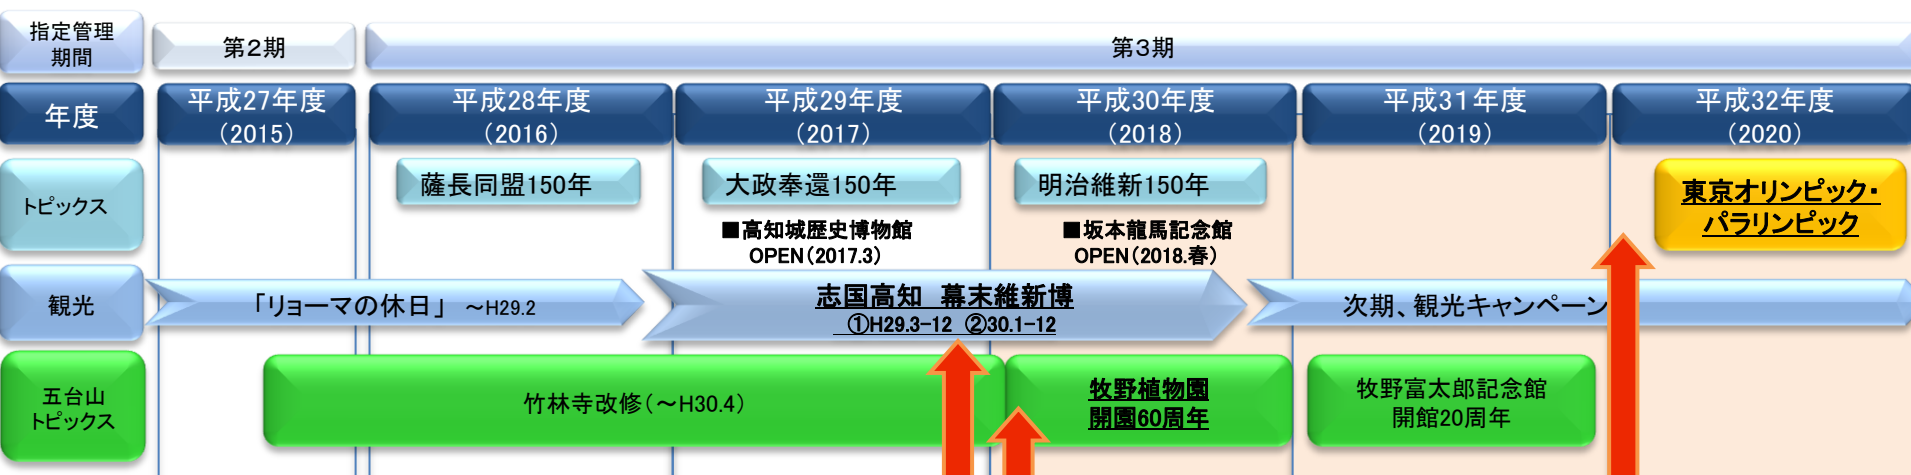 指定管理
期間
第2期
第3期
年度
平成27年度
(2015)
平成28年度
(2016)
平成29年度
(2017)
平成30年度
(2018)
平成31年度
(2019)
平成32年度
(2020)
トピックス
薩長同盟150年
大政奉還150年
■高知城歴史博物館
OPEN(2017.3)
明治維新150年
■坂本龍馬記念館
OPEN(2018.春)
東京オリンピック・
パラリンピック
観光
「リョーマの休日」 ~H29.2
志国高知 幕末維新博
①H29.3-12 ②30.1-12
次期、観光キャンペーン
五台山
トピックス
竹林寺改修(~H30.4)
牧野植物園
開園60周年
牧野富太郎記念館
開館20周年